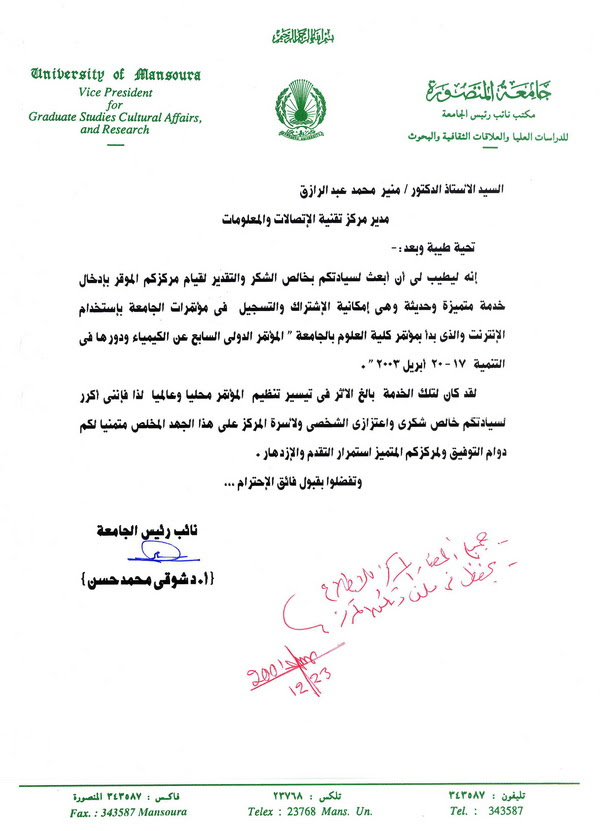 بسم الله الرحمن الرحيم
University of Mansoura
Vice President
for
Graduate Studies Cultural Affairs,
and Research
جامعة المنصورة
مكتب نائب رئيس الجامعة
للدراسات العليا والعلاقات الثقافية والبحوث
السيد الاستاذ الدكتور / منير محمد عبد الرازق
مدير مركز تقنية الإتصالات والمعلومات
تحية طيبة وبعد : -
إنه ليطيب لى أن أبعث لسيادتكم بخالص الشكر والتقدير لقيام مركزكم الموقر بإدخال
خدمة متميزة وحديثة وهى إمكانية الإشتراك والتسجيل فى مؤتمرات الجامعة بإستخدام
الإنترنت والذى بدأ بمؤتمر كلية العلوم بالجامعة " المؤتمر الدولى السابع عن الكيمياء ودورها فى
التنمية ١٧ - ٢٠ أبريل ٢٠٠٣ " .
لقد كان لتلك الخدمة بالغ الاثر فى تيسير تنظيم المؤتمر محليا وعالميا لذا فإننى أكرر
لسيادتكم خالص شكرى واعتزازى الشخصى ولاسرة المركز على هذا الجهد المخلص متمنيا لكم
دوام التوفيق ولمركزكم المتميز استمرار التقدم والإزدهار .
وتفضلوا بقبول فائق الإحترام ...
نائب رئيس الجامعة
{أ.د شوقى محمد حسن}
12/23
فاكس : ٣٤٣٥٨٧ المنصورة
تلكس : ٢٣٧٦٨
تليفون : ٣٤٣٥٨٧
Fax. : 343587 Mansoura
Telex : 23768 Mans. Un.
Tel. : 343587